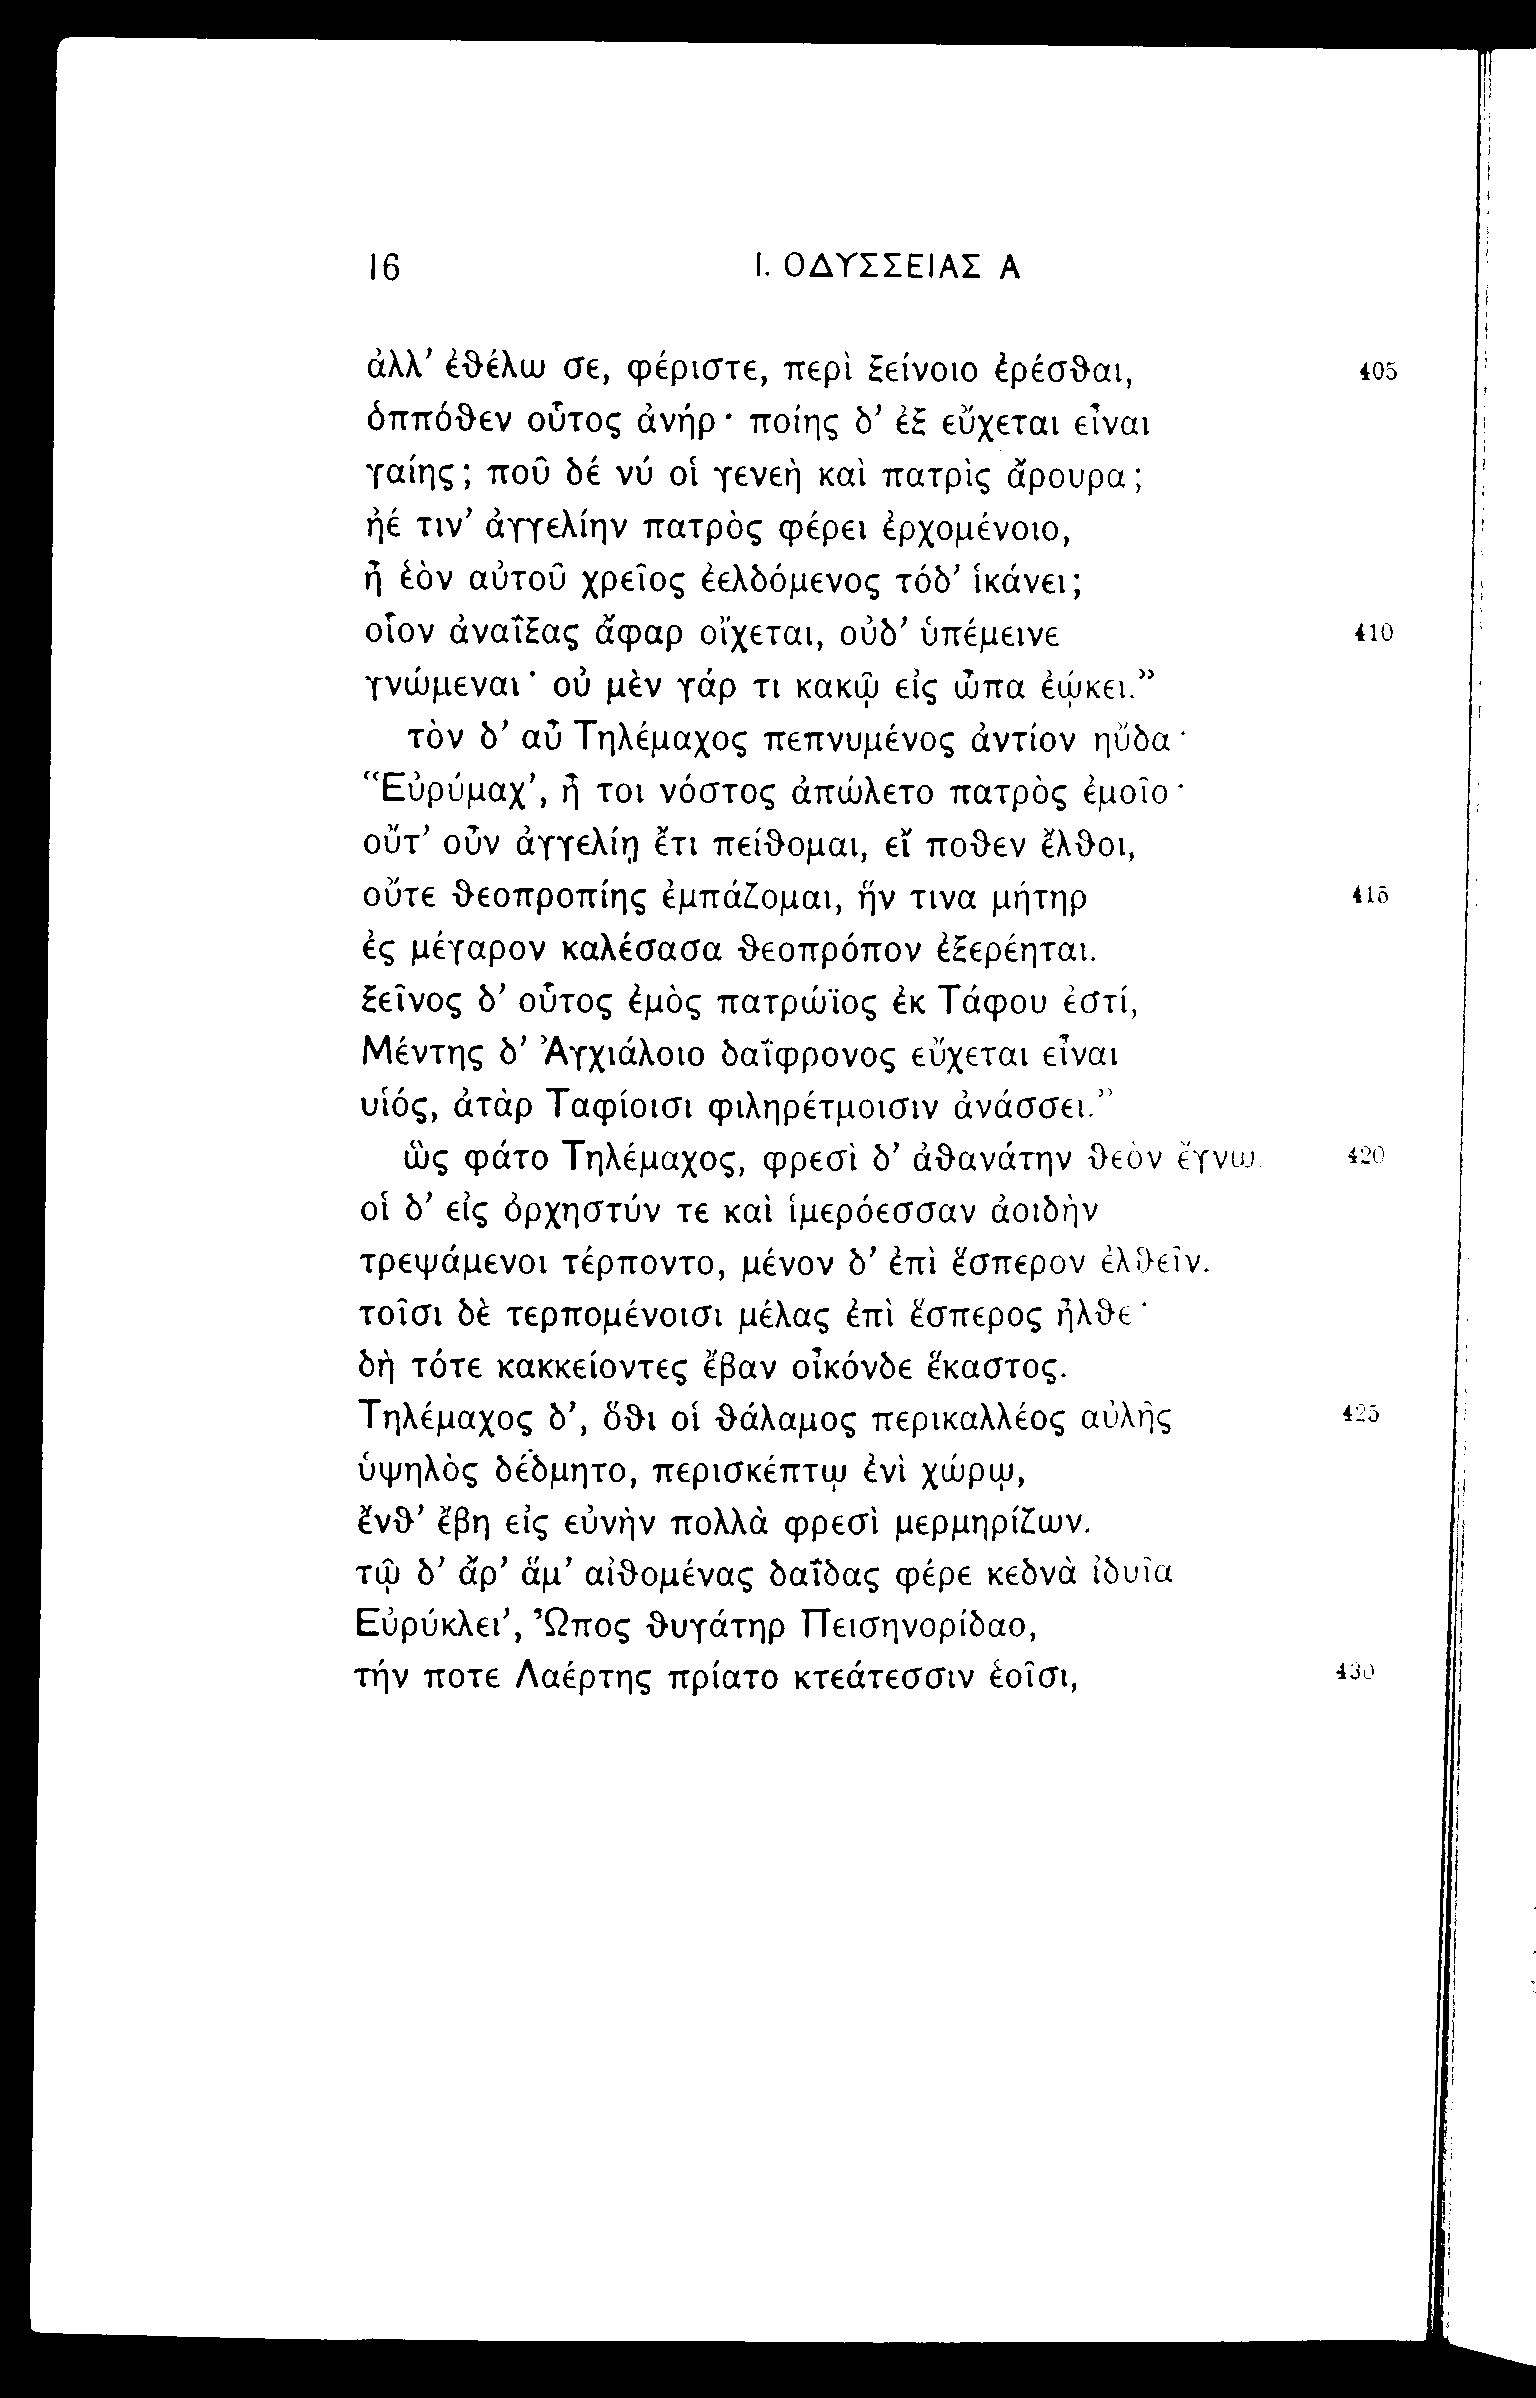 16 I. ΟΔΥΣΣΕΙΑΣ Α
ἀλλ’ ἐθέλω σε, φέριστε, περὶ ξείνοιο ἐρέσθαι, 405
ὁππόθεν οὗτος ἀνήρ· ποίης δ’ ἐξ εὔχεται εἶναι
γαίης; ποῦ δέ νύ οἱ γενεὴ καὶ πατρὶς ἄρουρα;
ἠέ τιν’ ἀγγελίην πατρὸς φέρει ἐρχομένοιο,
ἦ ἑὸν αὐτοῦ χρεῖος ἐελδόμενος τόδ’ ἱκάνει;
οἷον ἀναΐξας ἄφαρ οἴχεται, οὐδ’ ὑπέμεινε 410
γνώμεναι· οὐ μὲν γάρ τι κακῷ εἰς ὦπα ἐῴκει.”
τὸν δ’ αὖ Τηλέμαχος πεπνυμένος ἀντίον ηὔδα·
“Εὐρύμαχ’, ἦ τοι νόστος ἀπώλετο πατρὸς ἐμοῖο·
οὔτ’ οὖν ἀγγελίῃ ἔτι πείθομαι, εἴ ποθεν ἔλθοι,
οὔτε θεοπροπίης ἐμπάζομαι, ἥν τινα μήτηρ 415
ἐς μέγαρον καλέσασα θεοπρόπον ἐξερέηται.
ξεῖνος δ’ οὗτος ἐμὸς πατρώϊος ἐκ Τάφου ἐστί,
Μέντης δ’ Ἀγχιάλοιο δαΐφρονος εὔχεται εἶναι
υἱός, ἀτὰρ Ταφίοισι φιληρέτμοισιν ἀνάσσει.”
ὣς φάτο Τηλέμαχος, φρεσὶ δ’ ἀθανάτην θεὸν ἔγνω. 420
οἱ δ’ εἰς ὀρχηστύν τε καὶ ἱμερόεσσαν ἀοιδὴν
τρεψάμενοι τέρποντο, μένον δ’ ἐπὶ ἕσπερον ἐλθεῖν.
τοῖσι δὲ τερπομένοισι μέλας ἐπὶ ἕσπερος ἦλθε·
δὴ τότε κακκείοντες ἔβαν οἶκόνδε ἕκαστος.
Τηλέμαχος δ’, ὅθι οἱ θάλαμος περικαλλέος αὐλῆς 425
ὑψηλὸς δέδμητο, περισκέπτῳ ἐνὶ χώρῳ,
ἔνθ’ ἔβη εἰς εὐνὴν πολλὰ φρεσὶ μερμηρίζων.
τῷ δ’ ἄρ’ ἅμ’ αἰθομένας δαΐδας φέρε κεδνὰ ἰδυῖα
Εὐρύκλει’, Ὦπος θυγάτηρ Πεισηνορίδαο,
τήν ποτε Λαέρτης πρίατο κτεάτεσσιν ἑοῖσι, 430